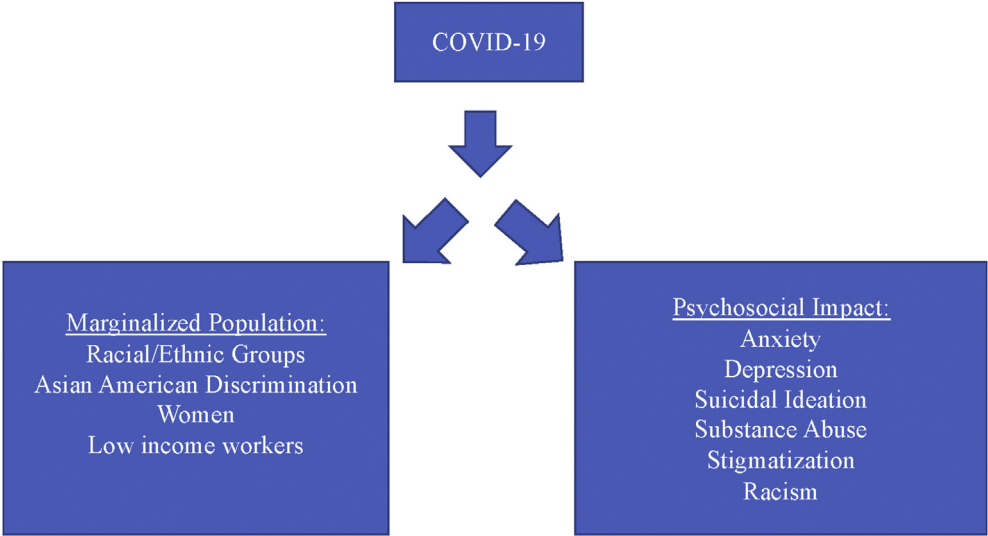 COVID-19
Marginalized Population:
Racial/Ethnic Groups
Asian American Discrimination
Women
Low income workers
Psychosocial Impact:
Anxiety
Depression
Suicidal Ideation
Substance Abuse
Stigmatization
Racism